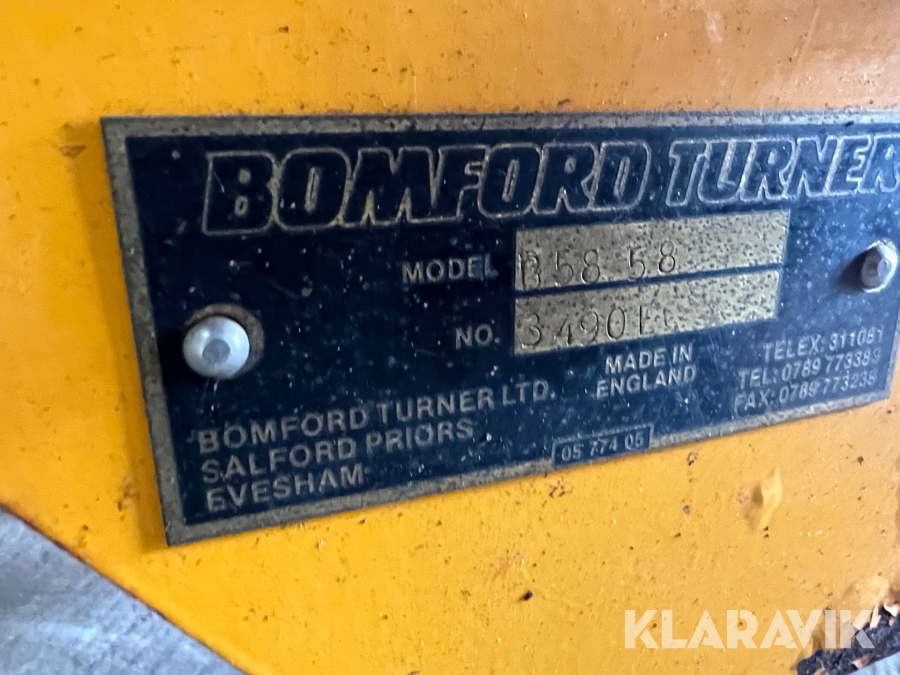 BOMFORD TURNER
MODEL B58 58
NO.
MADE IN
ENGLAND
TELEX: 311081
TEL: 0789 773383
FAX: 0789 773238
BOMFORD TURNER LTD.
SALFORD PRIORS
EVESHAM
05 774 05
KLARAVIK